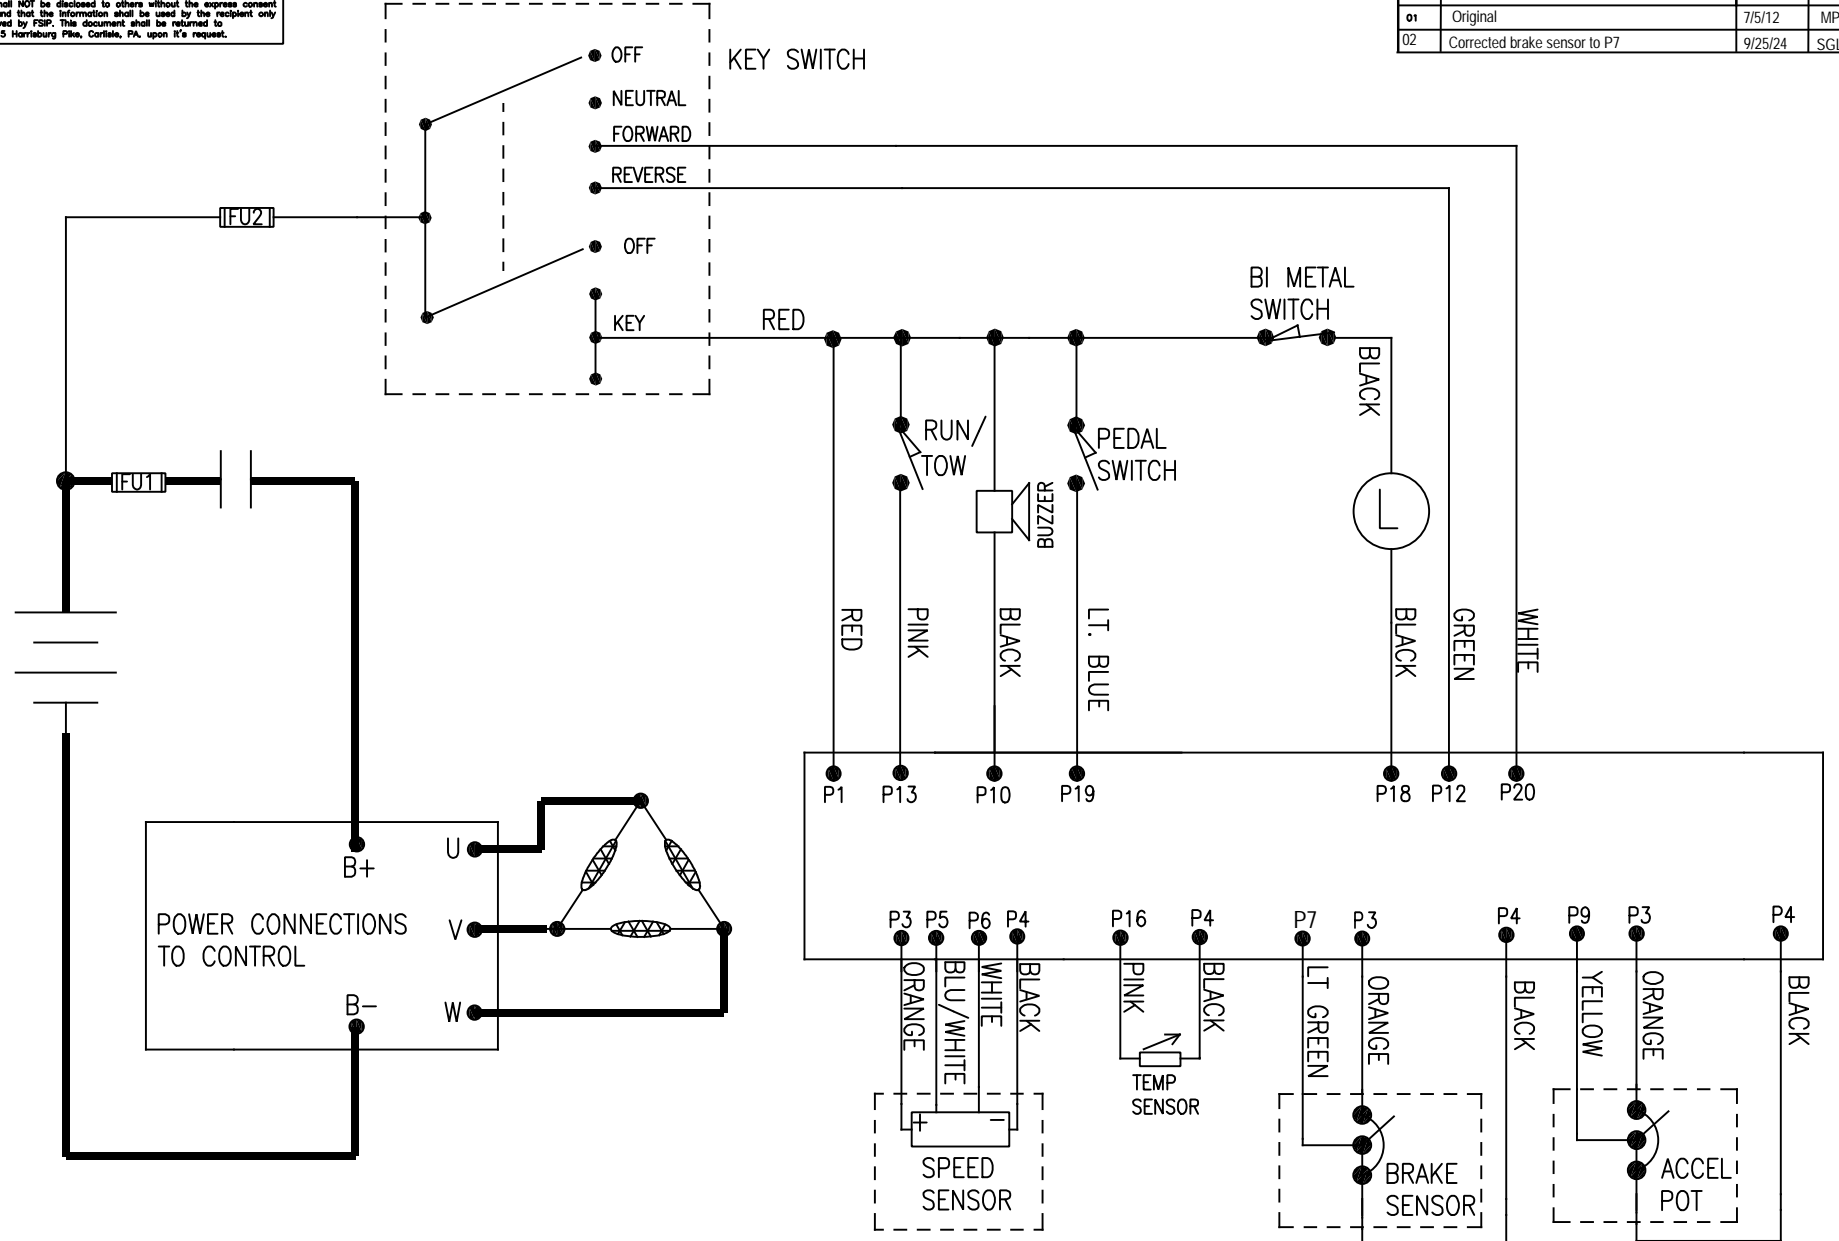 hall NOT be disclosed to others without the express consent
and that the information shall be used by the recipient only
ved by FSIP. This document shall be returned to
5 Harrisburg Pike, Carlisle, PA. upon it's request.
01 Original 7/5/12 MP
02 Corrected brake sensor to P7 9/25/24 SGL
KEY SWITCH
OFF
NEUTRAL
FORWARD
REVERSE
OFF
KEY
FU2
RED
BI METAL
SWITCH
BLACK
RUN/
TOW
BUZZER
PEDAL
SWITCH
L
FU1
RED
PINK
BLACK
LT. BLUE
BLACK
GREEN
WHITE
P1 P13 P10 P19 P18 P12 P20
B+
U
V
W
B-
POWER CONNECTIONS
TO CONTROL
P3 P5 P6 P4 P16 P4 P7 P3 P4 P9 P3 P4
ORANGE
BLU/WHITE
WHITE
BLACK
PINK
BLACK
LT GREEN
ORANGE
BLACK
YELLOW
ORANGE
BLACK
TEMP
SENSOR
+ -
SPEED
SENSOR
BRAKE
SENSOR
ACCEL
POT